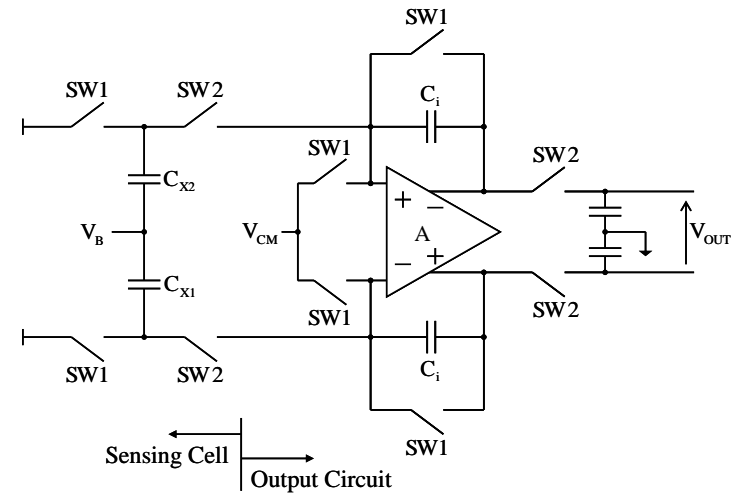 SW1
SW1 SW2
C_i
SW1
SW2
C_X2
+ −
V_B
V_CM
A
V_OUT
− +
C_X1
SW1
SW2
SW1 SW2
C_i
SW1
Sensing Cell
Output Circuit